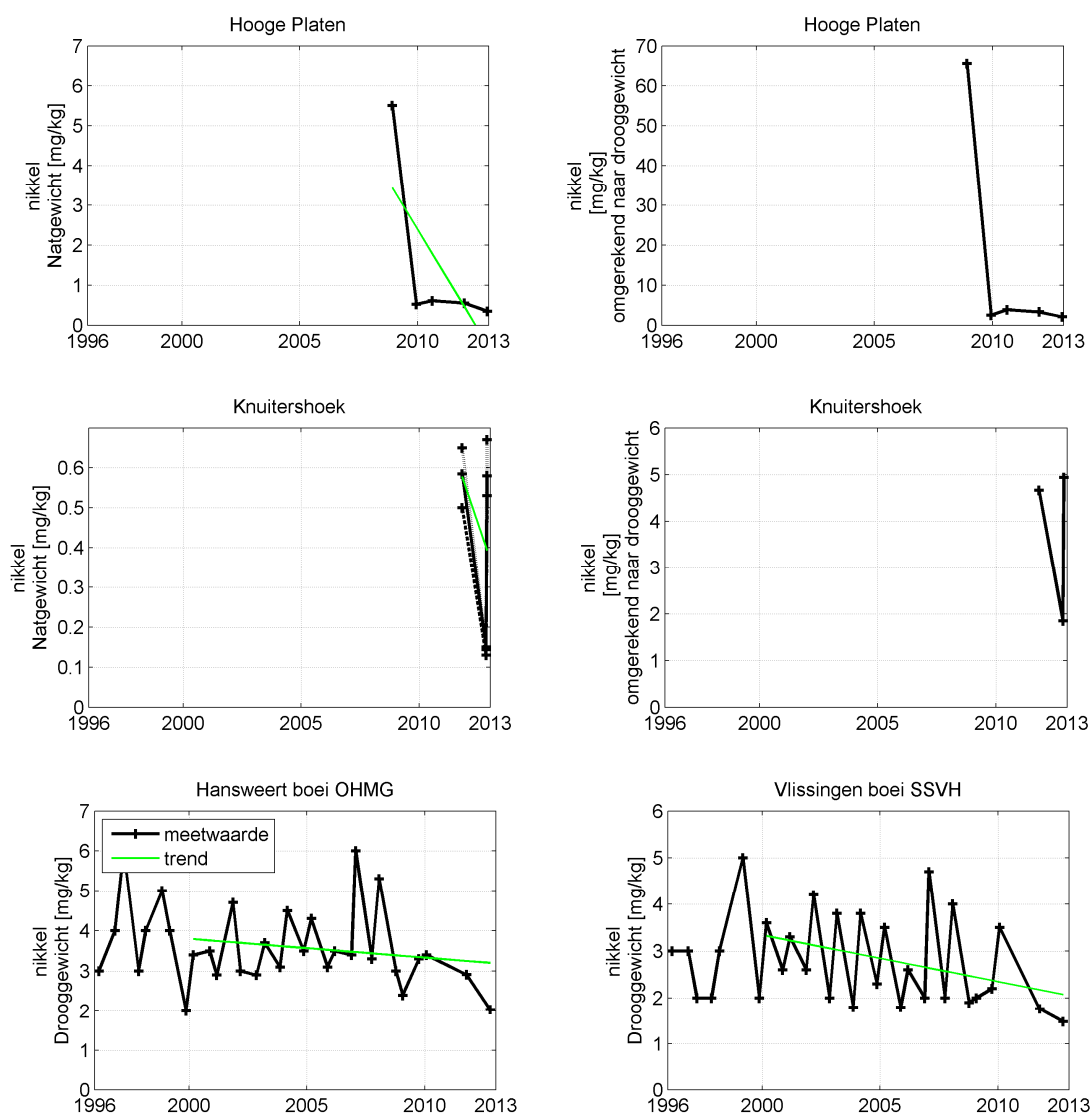 Hooge Platen
nikkel
Natgewicht [mg/kg]
7
6
5
4
3
2
1
0
1996 2000 2005 2010 2013
Hooge Platen
nikkel
[mg/kg]
omgerekend naar drooggewicht
70
60
50
40
30
20
10
0
1996 2000 2005 2010 2013
Knuitershoek
nikkel
Natgewicht [mg/kg]
0.6
0.5
0.4
0.3
0.2
0.1
0
1996 2000 2005 2010 2013
Knuitershoek
nikkel
[mg/kg]
omgerekend naar drooggewicht
6
5
4
3
2
1
0
1996 2000 2005 2010 2013
Hansweert boei OHMG
nikkel
Drooggewicht [mg/kg]
7
6
5
4
3
2
1
0
meetwaarde
trend
1996 2000 2005 2010 2013
Vlissingen boei SSVH
nikkel
Drooggewicht [mg/kg]
6
5
4
3
2
1
0
1996 2000 2005 2010 2013